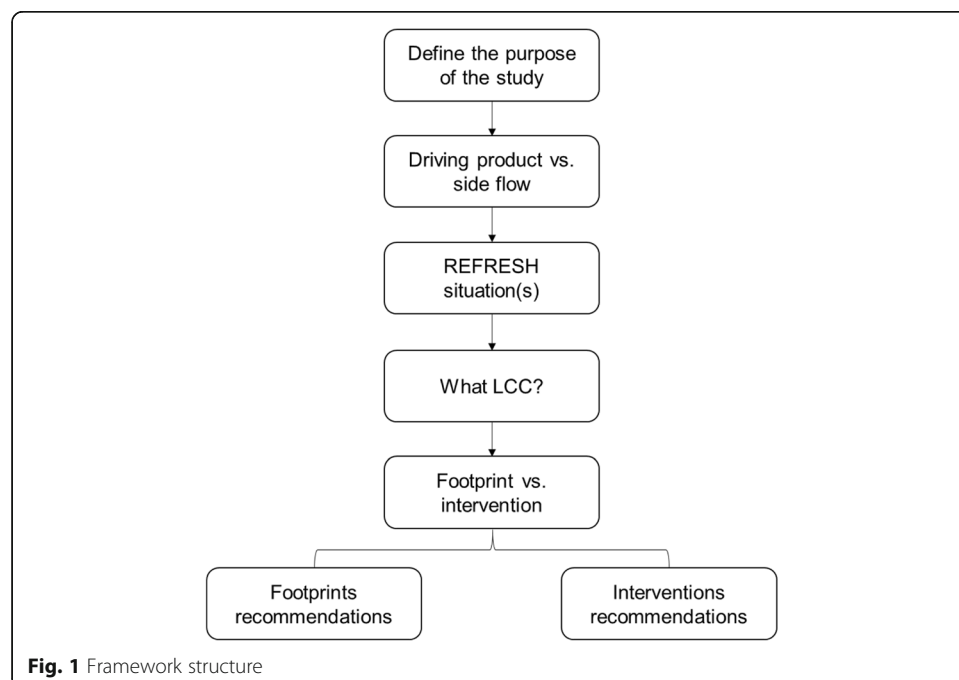 Define the purpose
of the study
Driving product vs.
side flow
REFRESH
situation(s)
What LCC?
Footprint vs.
intervention
Footprints
recommendations
Interventions
recommendations
Fig. 1 Framework structure